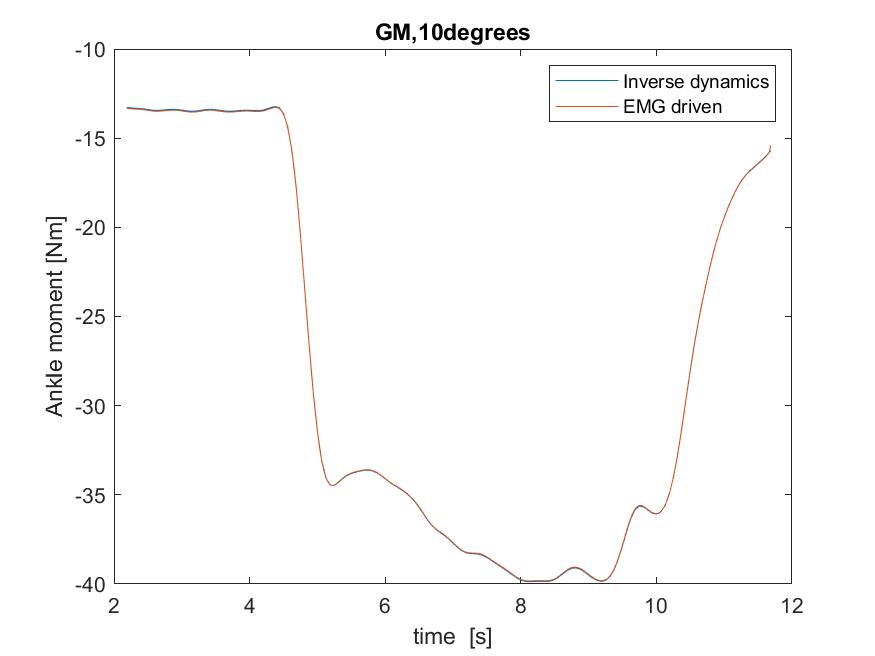 GM,10degrees
Inverse dynamics
EMG driven
Ankle moment [Nm]
-10
-15
-20
-25
-30
-35
-40
2 4 6 8 10 12
time [s]